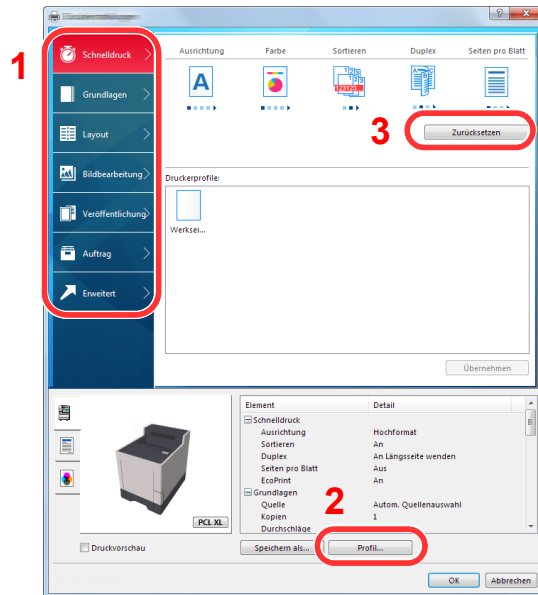 1
Schnelldruck
Grundlagen
Layout
Bildbearbeitung
Veröffentlichung
Auftrag
Erweitert
Ausrichtung Farbe Sortieren Duplex Seiten pro Blatt
A
123123
3
Zurücksetzen
Druckerprofile:
Werksei...
Übernehmen
Element Detail
Schnelldruck
Ausrichtung Hochformat
Sortieren An
Duplex An Längsseite wenden
Seiten pro Blatt Aus
EcoPrint An
Grundlagen
Quelle Autom. Quellenauswahl
Kopien 1
Durchschläge
2
PCL XL
Druckvorschau
Speichern als...
Profil...
OK Abbrechen